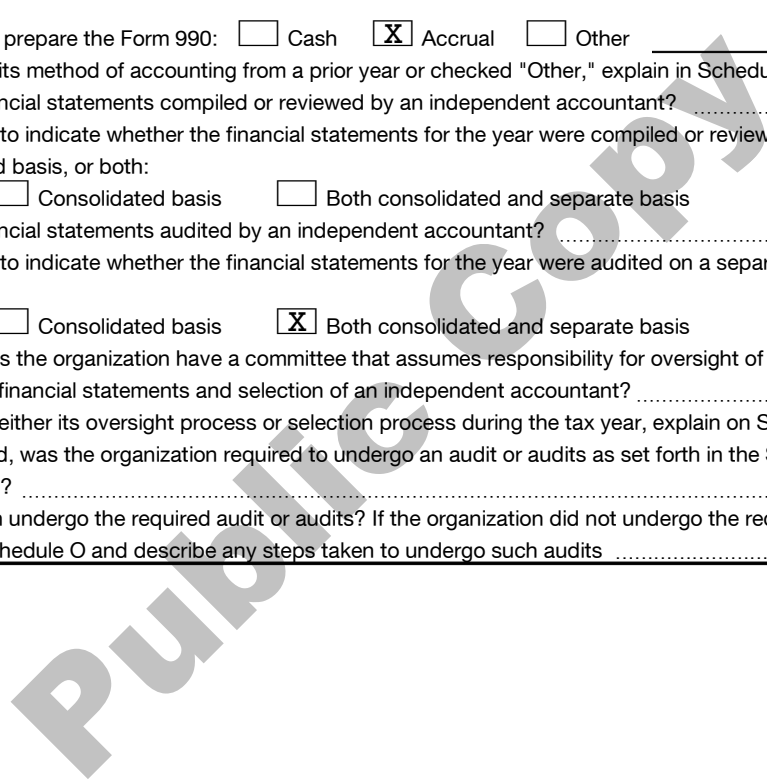 prepare the Form 990: Cash X Accrual Other
its method of accounting from a prior year or checked "Other," explain in Schedu
ncial statements compiled or reviewed by an independent accountant?
to indicate whether the financial statements for the year were compiled or review
d basis, or both:
Consolidated basis Both consolidated and separate basis
ncial statements audited by an independent accountant?
to indicate whether the financial statements for the year were audited on a separ
Consolidated basis X Both consolidated and separate basis
s the organization have a committee that assumes responsibility for oversight of
financial statements and selection of an independent accountant?
either its oversight process or selection process during the tax year, explain on S
d, was the organization required to undergo an audit or audits as set forth in the S
?
n undergo the required audit or audits? If the organization did not undergo the req
hedule O and describe any steps taken to undergo such audits
Public Copy